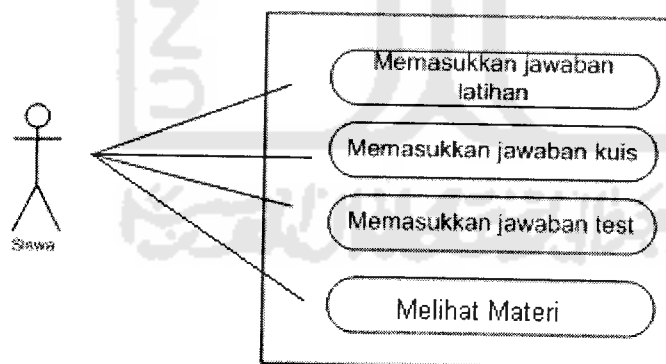 Memasukkan jawaban
latihan
Memasukkan jawaban kuis
Siswa
Memasukkan jawaban test
Melihat Materi